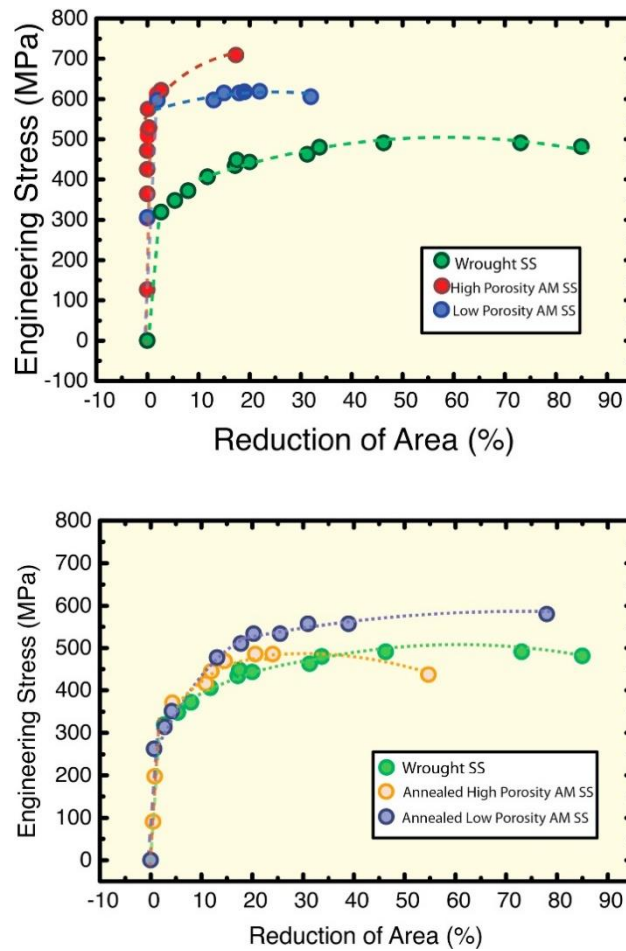 800
700
600
500
400
300
200
100
0
-100
Engineering Stress (MPa)
Wrought SS
High Porosity AM SS
Low Porosity AM SS
-10 0 10 20 30 40 50 60 70 80 90
Reduction of Area (%)
800
700
600
500
400
300
200
100
0
Engineering Stress (MPa)
Wrought SS
Annealed High Porosity AM SS
Annealed Low Porosity AM SS
-10 0 10 20 30 40 50 60 70 80 90
Reduction of Area (%)